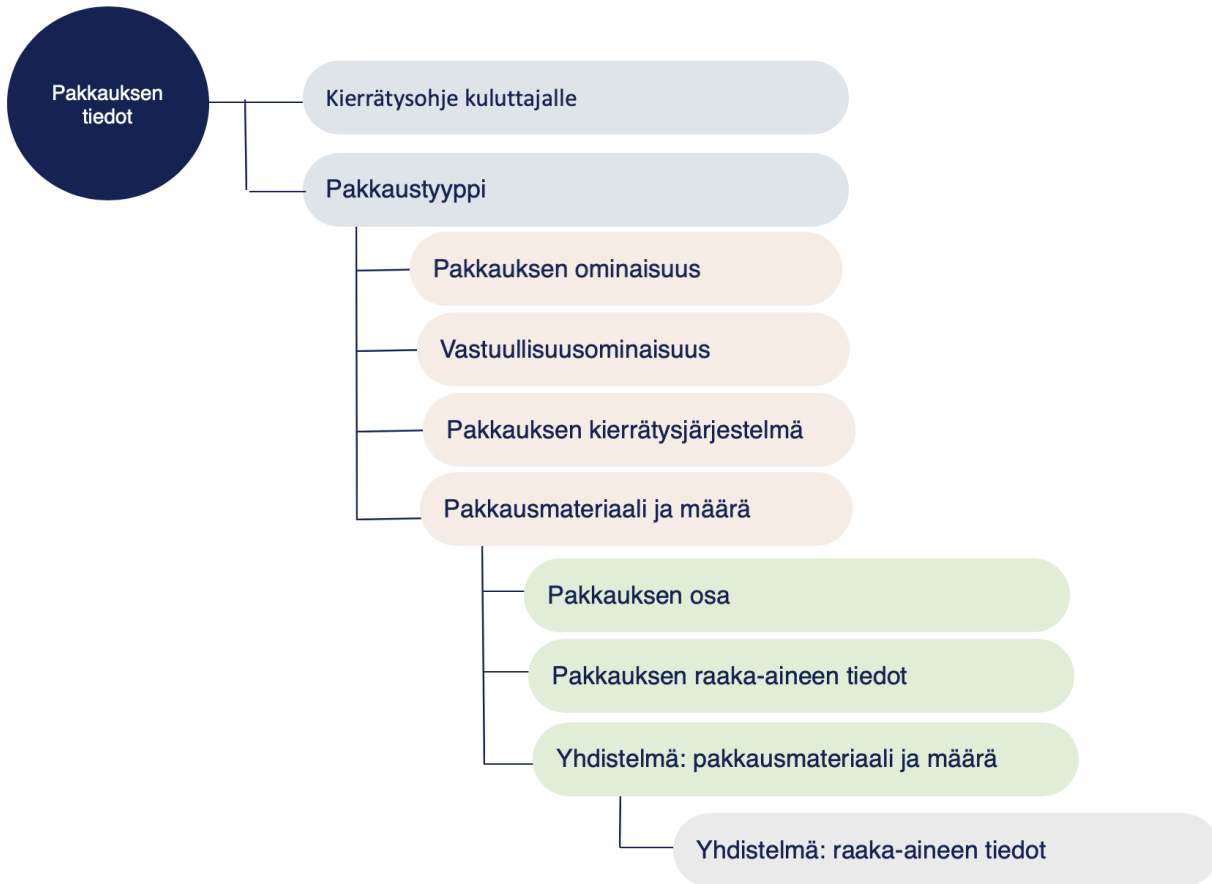 Pakkauksen
tiedot
Kierrätysohje kuluttajalle
Pakkaustyyppi
Pakkauksen ominaisuus
Vastuullisuusominaisuus
Pakkauksen kierrätysjärjestelmä
Pakkausmateriaali ja määrä
Pakkauksen osa
Pakkauksen raaka-aineen tiedot
Yhdistelmä: pakkausmateriaali ja määrä
Yhdistelmä: raaka-aineen tiedot